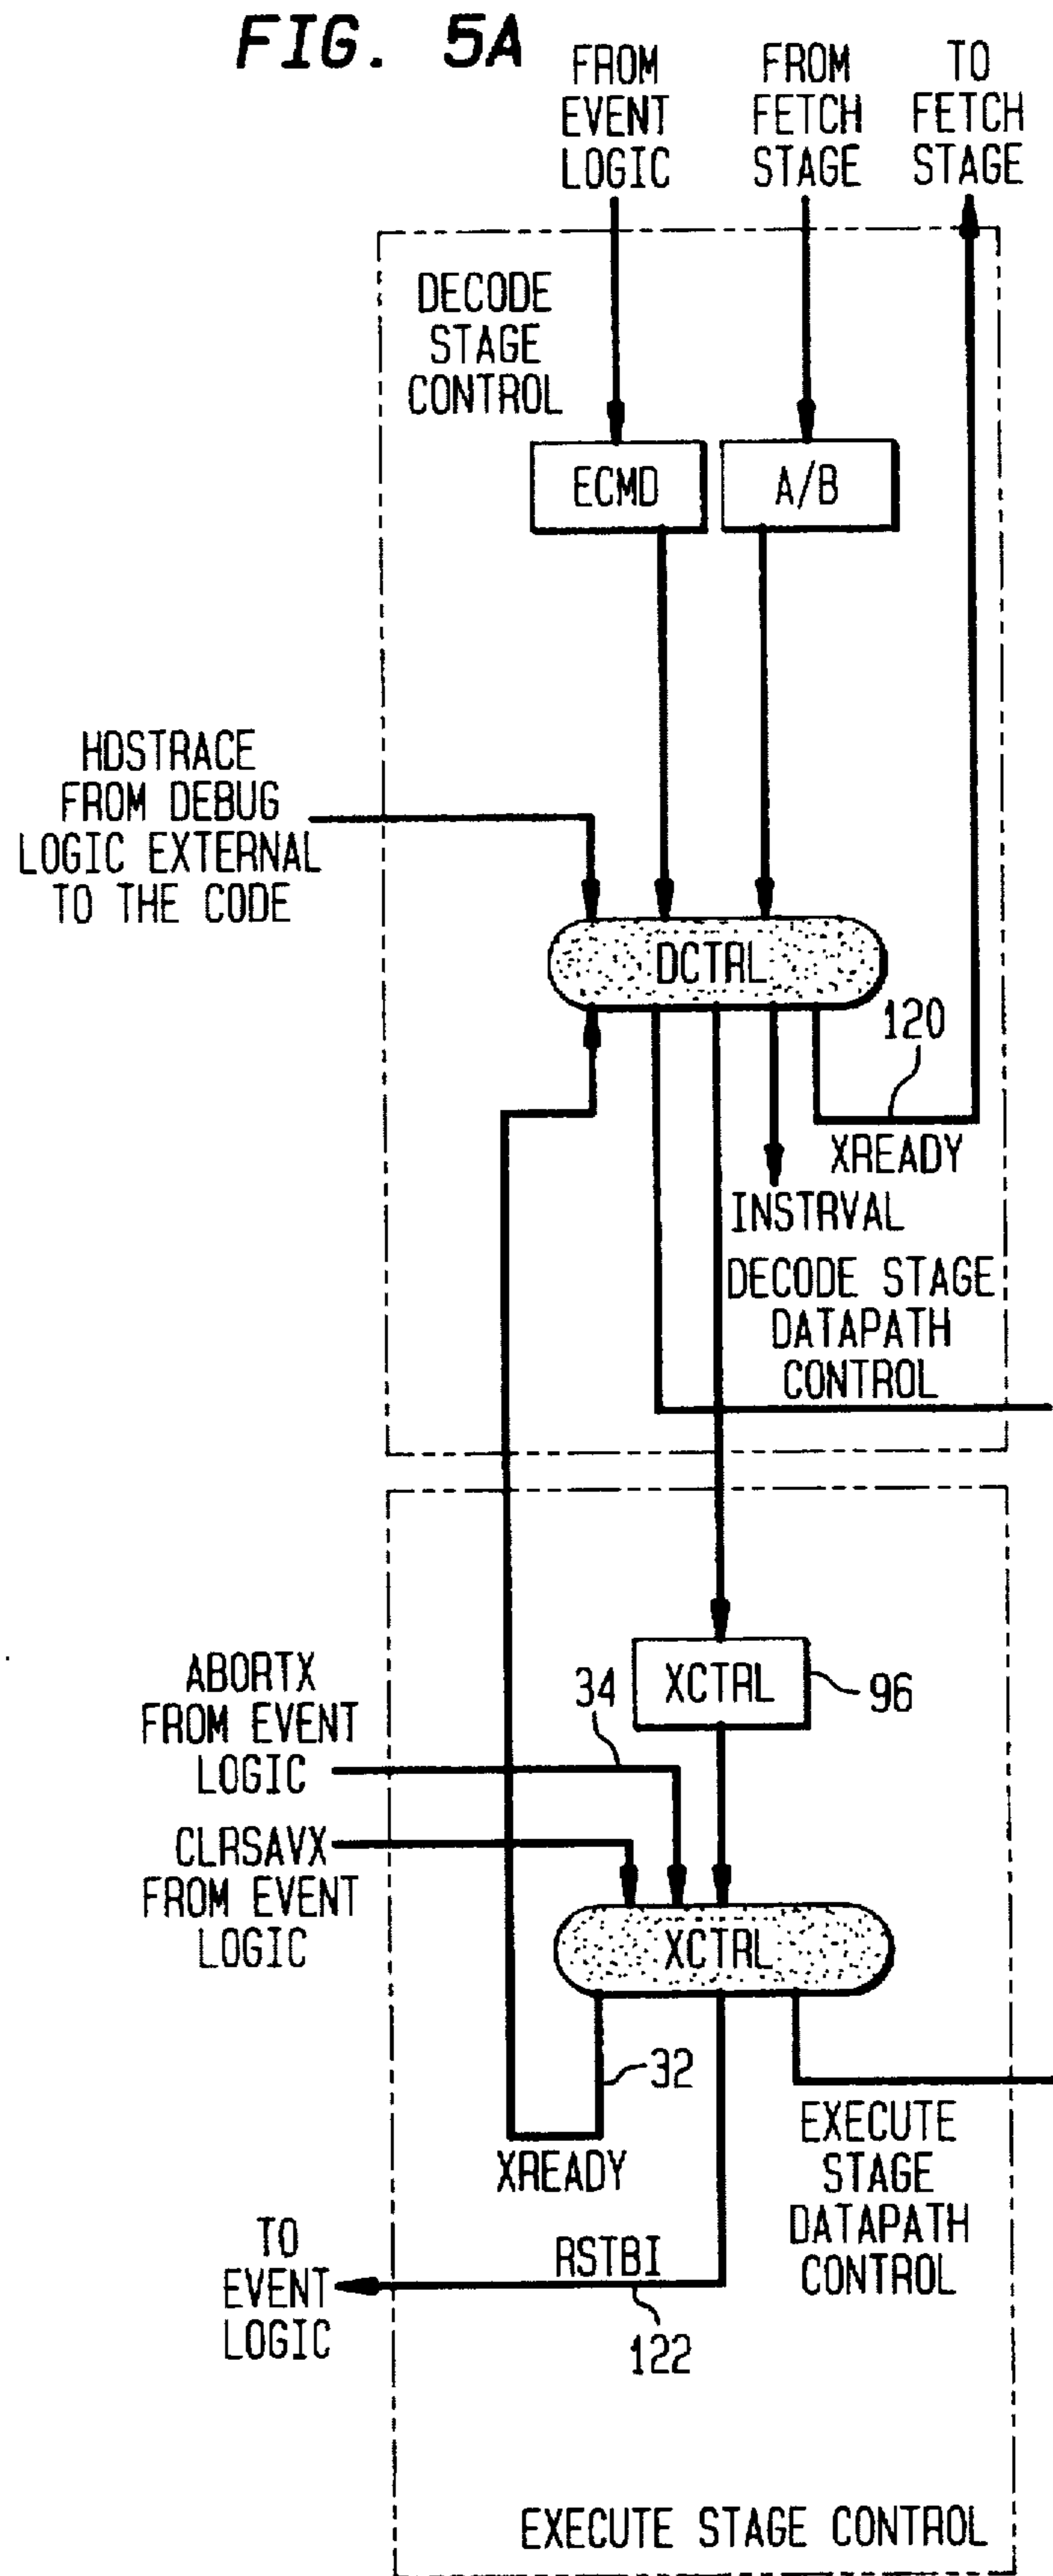 FIG. 5A
FROM
EVENT
LOGIC
FROM
FETCH
STAGE
TO
FETCH
STAGE
DECODE
STAGE
CONTROL
ECMD
A/B
HDSTRACE
FROM DEBUG
LOGIC EXTERNAL
TO THE CODE
DCTRL
120
XREADY
INSTRVAL
DECODE STAGE
DATAPATH
CONTROL
ABORTX
FROM EVENT
LOGIC
34
XCTRL
96
CLRSAVX
FROM EVENT
LOGIC
XCTRL
32
XREADY
EXECUTE
STAGE
DATAPATH
CONTROL
TO
EVENT
LOGIC
RSTBI
122
EXECUTE STAGE CONTROL